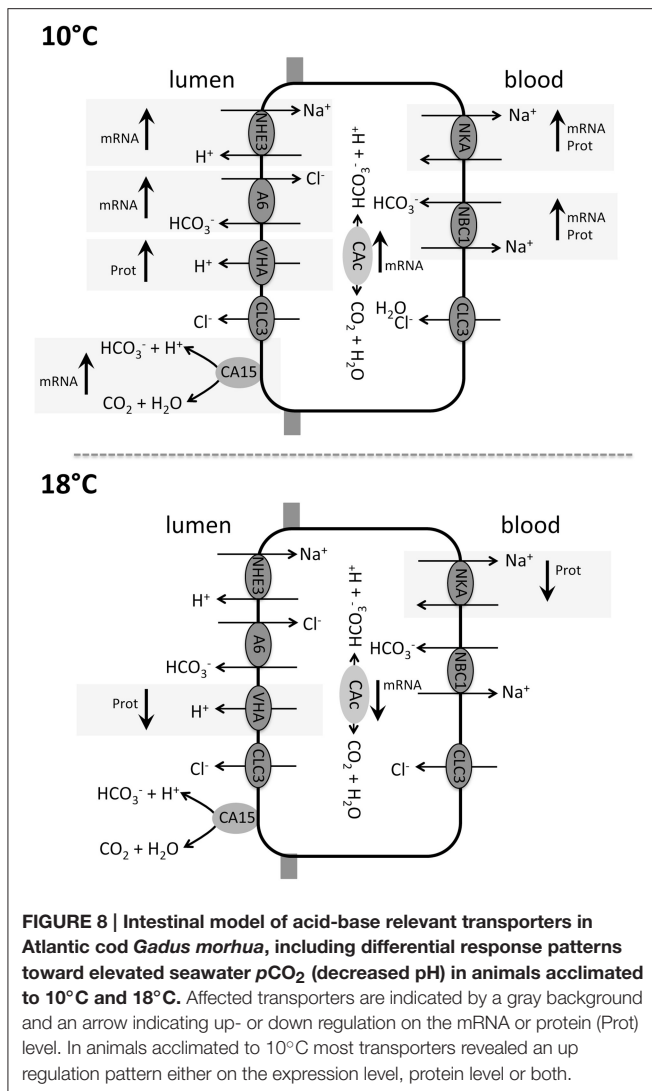 10°C
lumen
blood
NHE3
Na⁺
mRNA
H⁺
Cl⁻
mRNA
A6
HCO₃⁻
Prot
VHA
H⁺
Cl⁻
CLC3
HCO₃⁻ + H⁺
mRNA
CA15
CO₂ + H₂O
HCO₃⁻ + H⁺
CAc
mRNA
CO₂ + H₂O
NKA
Na⁺
mRNA
Prot
HCO₃⁻
NBC1
mRNA
Prot
Na⁺
H₂O
Cl⁻
CLC3
18°C
lumen
blood
NHE3
Na⁺
H⁺
Cl⁻
A6
HCO₃⁻
Prot
VHA
H⁺
Cl⁻
CLC3
HCO₃⁻ + H⁺
CA15
CO₂ + H₂O
HCO₃⁻ + H⁺
CAc
mRNA
CO₂ + H₂O
NKA
Na⁺
Prot
HCO₃⁻
NBC1
Na⁺
Cl⁻
CLC3
FIGURE 8 | Intestinal model of acid-base relevant transporters in
Atlantic cod Gadus morhua, including differential response patterns
toward elevated seawater pCO₂ (decreased pH) in animals acclimated
to 10°C and 18°C. Affected transporters are indicated by a gray background
and an arrow indicating up- or down regulation on the mRNA or protein (Prot)
level. In animals acclimated to 10°C most transporters revealed an up
regulation pattern either on the expression level, protein level or both.